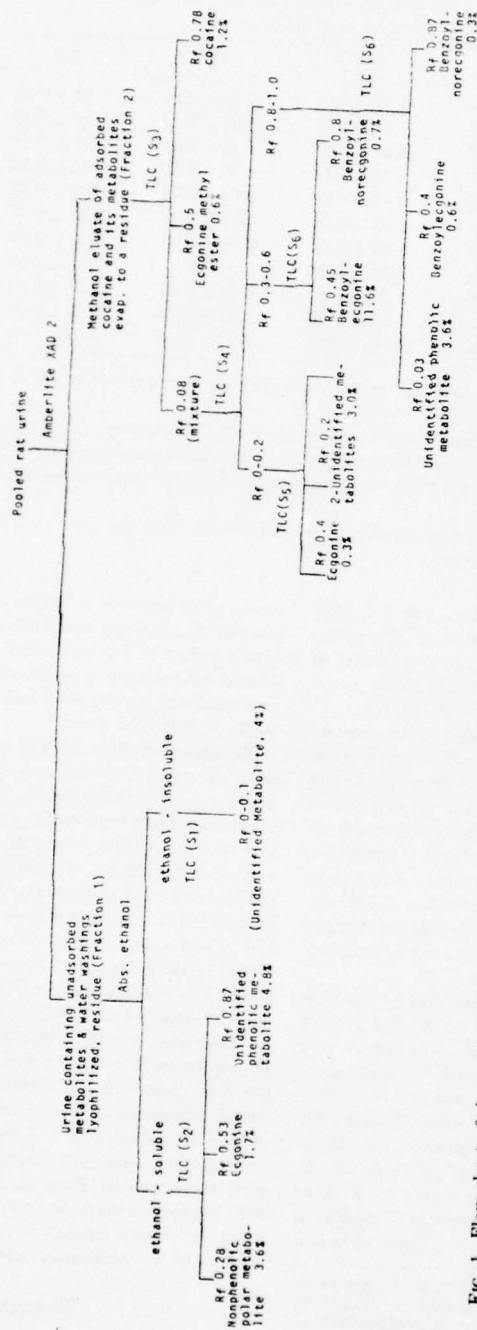 Pooled rat urine
Amberlite XAD 2
Urine containing unadsorbed
metabolites & water washings
lyophilized, residue (Fraction 1)
Abs. ethanol
ethanol - soluble
TLC (S2)
Rf 0.28
Nonphenolic
polar metabo-
lite 3.6%
Rf 0.53
Ecgonine
1.7%
Rf 0.87
Unidentified
phenolic me-
tabolite 4.8%
ethanol - insoluble
TLC (S1)
Rf 0-0.1
(Unidentified Metabolite 4%)
Methanol eluate of adsorbed
cocaine and its metabolites
evap. to a residue (Fraction 2)
TLC (S3)
Rf 0.08
(mixture)
Rf 0.5
Ecgonine methyl
ester 0.6%
Rf 0.78
cocaine
1.2%
TLC (S4)
Rf 0-0.2
Rf 0.3-0.6
Rf 0.8-1.0
TLC(S5)
Rf 0.4
Ecgonine
0.3%
Rf 0.2
2-Unidentified me-
tabolites 3.0%
TLC(S6)
Rf 0.45
Benzoyl-
ecgonine
11.6%
Rf 0.8
Benzoyl-
norecgonine
0.7%
TLC (S6)
Rf 0.03
Unidentified phenolic
metabolite 3.6%
Rf 0.4
Benzoylecgonine
0.6%
Rf 0.87
Benzoyl-
norecgonine
0.3%
FIG. 1. Flow